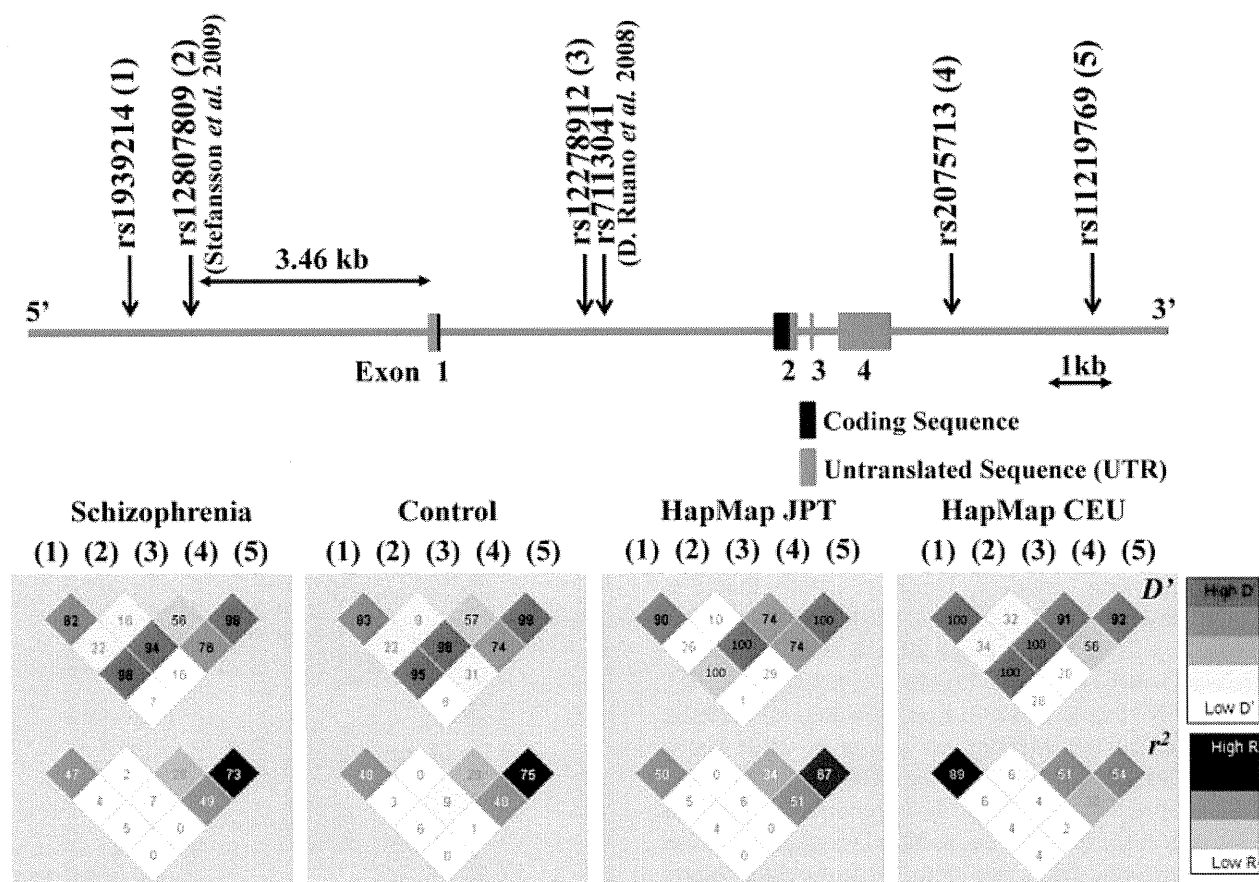 rs1939214 (1)
rs12807809 (2)
(Stefansson et al. 2009)
rs12278912 (3)
rs7113041
(D. Ruano et al. 2008)
rs2075713 (4)
rs11219769 (5)
3.46 kb
5’
3’
Exon 1
2 3 4
1kb
Coding Sequence
Untranslated Sequence (UTR)
Schizophrenia
(1) (2) (3) (4) (5)
Control
(1) (2) (3) (4) (5)
HapMap JPT
(1) (2) (3) (4) (5)
HapMap CEU
(1) (2) (3) (4) (5)
D’
82 16 56 98
22 94 76
98 16
7
83 9 57 99
22 98 74
95 31
6
90 10 74 100
26 100 74
100 29
1
100 32 91 92
34 100 56
100 20
High D
Low D'
r²
47 2 73
4 7 49
5 0
0
0 75
3 9 48
6 1
0
50 0 34 87
5 6 51
4 0
0
89 6 51 54
6 4
4 2
4
High R
Low R